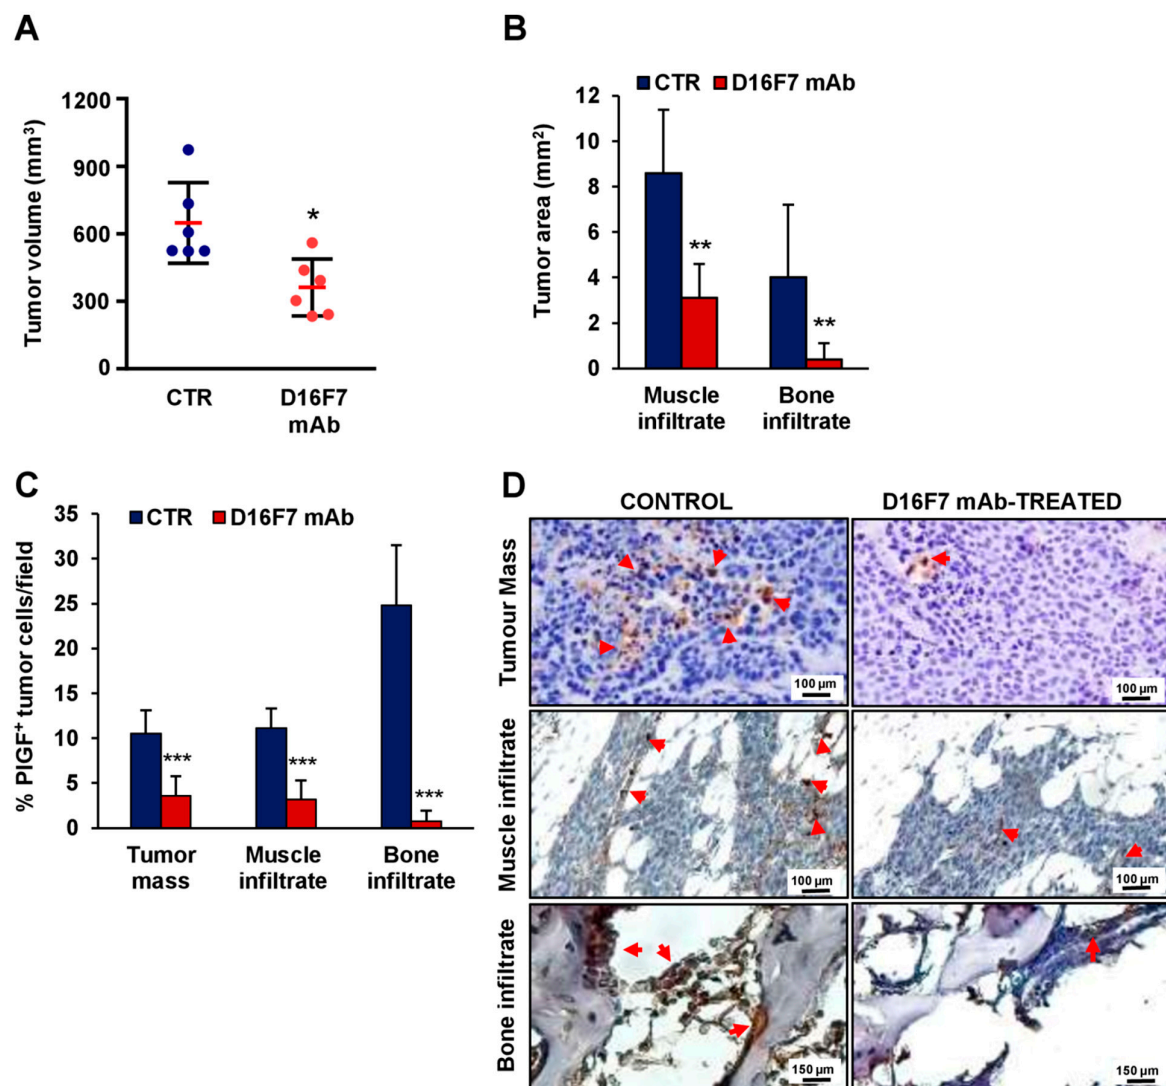 A
Tumor volume (mm³)
1200
900
600
300
0
*
CTR
D16F7
mAb
B
CTR D16F7 mAb
Tumor area (mm²)
12
10
8
6
4
2
0
**
**
Muscle
infiltrate
Bone
infiltrate
C
CTR D16F7 mAb
% PlGF⁺ tumor cells/field
35
30
25
20
15
10
5
0
***
***
***
Tumor
mass
Muscle
infiltrate
Bone
infiltrate
D
CONTROL
D16F7 mAb-TREATED
Tumour Mass
100 µm
100 µm
Muscle infiltrate
100 µm
100 µm
Bone infiltrate
150 µm
150 µm